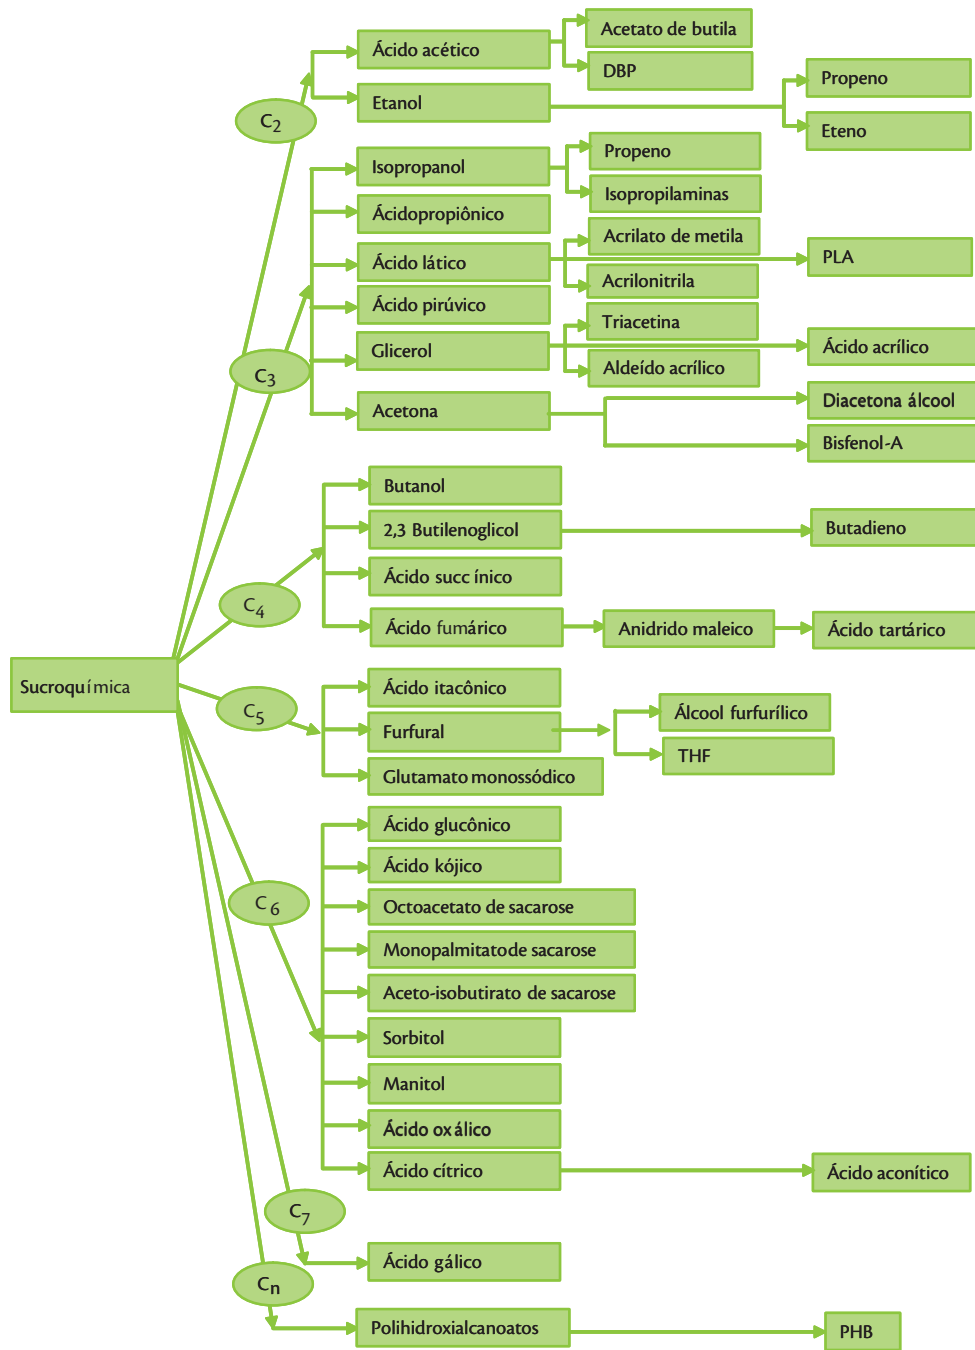 Ácido acético
Acetato de butila
DBP
Etanol
Propeno
Eteno
C2
Isopropanol
Propeno
Isopropilaminas
Ácidopropiônico
Ácido lático
Acrilato de metila
PLA
Acrilonitrila
Ácido pirúvico
Glicerol
Triacetina
Ácido acrílico
Aldeído acrílico
C3
Acetona
Diacetona álcool
Bisfenol-A
Butanol
2,3 Butilenoglicol
Butadieno
Ácido succ ínico
C4
Ácido fumárico
Anidrido maleico
Ácido tartárico
Sucroquímica
Ácido itacônico
C5
Furfural
Álcool furfurílico
THF
Glutamato monossódico
Ácido glucônico
Ácido kójico
C6
Octoacetato de sacarose
Monopalmitatode sacarose
Aceto-isobutirato de sacarose
Sorbitol
Manitol
Ácido ox álico
Ácido cítrico
Ácido aconítico
C7
Ácido gálico
Cn
Polihidroxialcanoatos
PHB